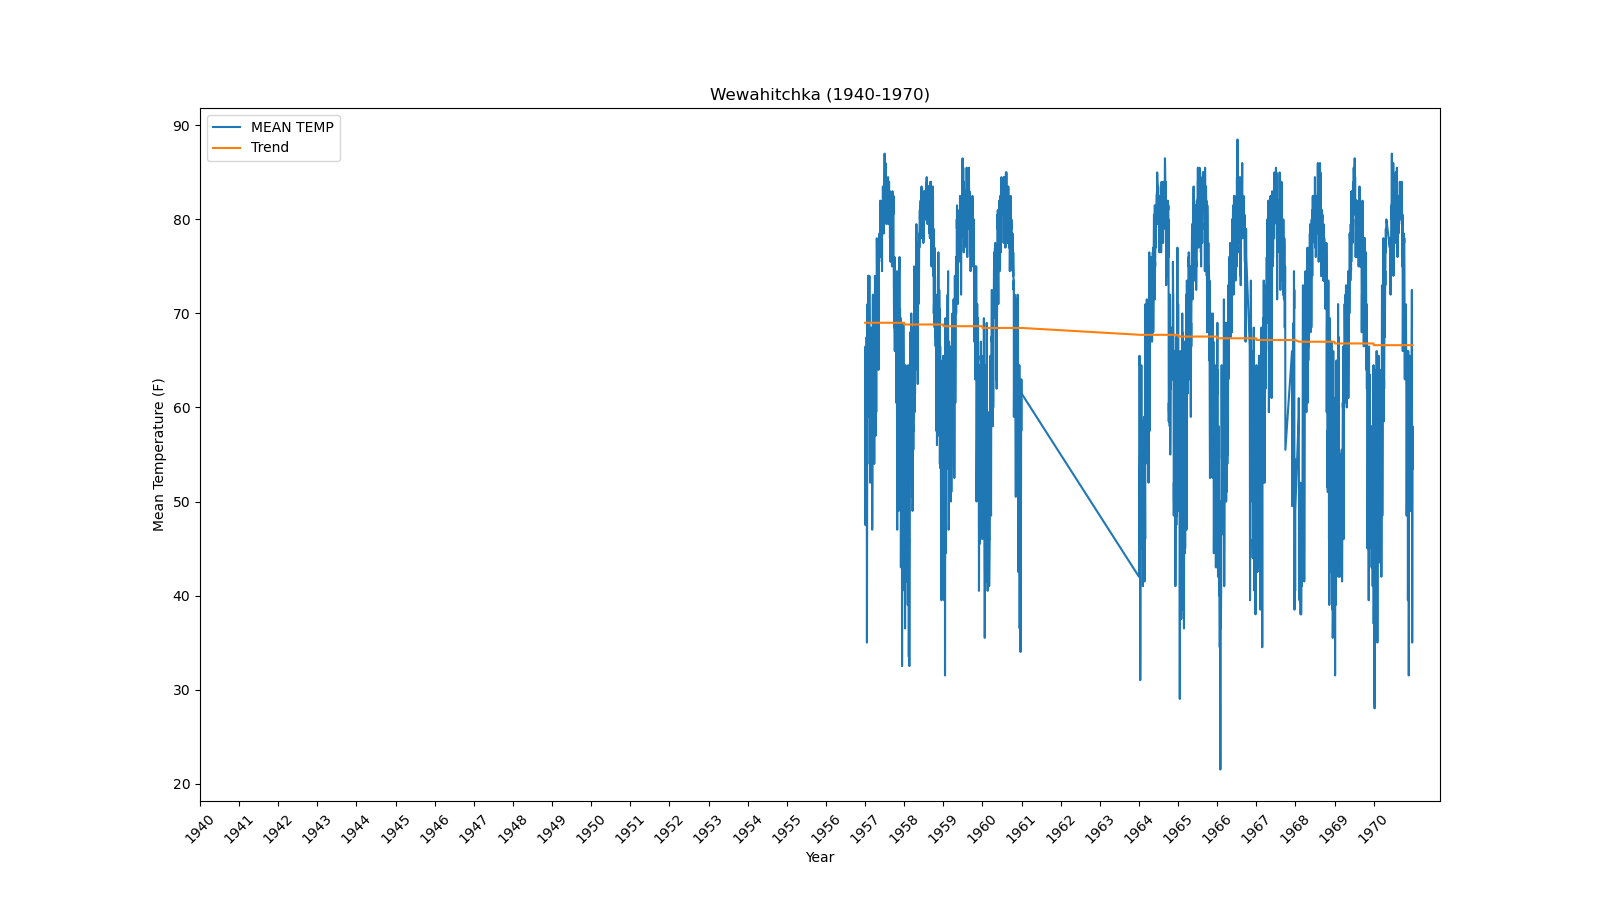 Wewahitchka (1940-1970)
MEAN TEMP
Trend
90
80
70
60
50
40
30
20
Mean Temperature (F)
1940 1941 1942 1943 1944 1945 1946 1947 1948 1949 1950 1951 1952 1953 1954 1955 1956 1957 1958 1959 1960 1961 1962 1963 1964 1965 1966 1967 1968 1969 1970
Year